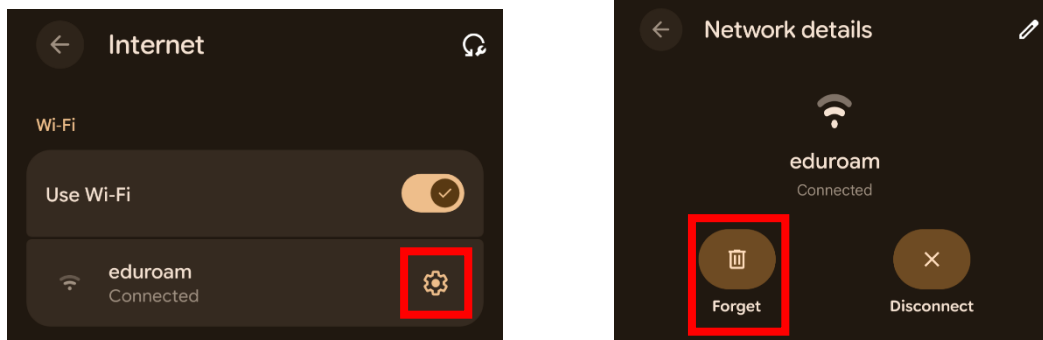 Internet
Wi-Fi
Use Wi-Fi
eduroam
Connected
Network details
eduroam
Connected
Forget
Disconnect